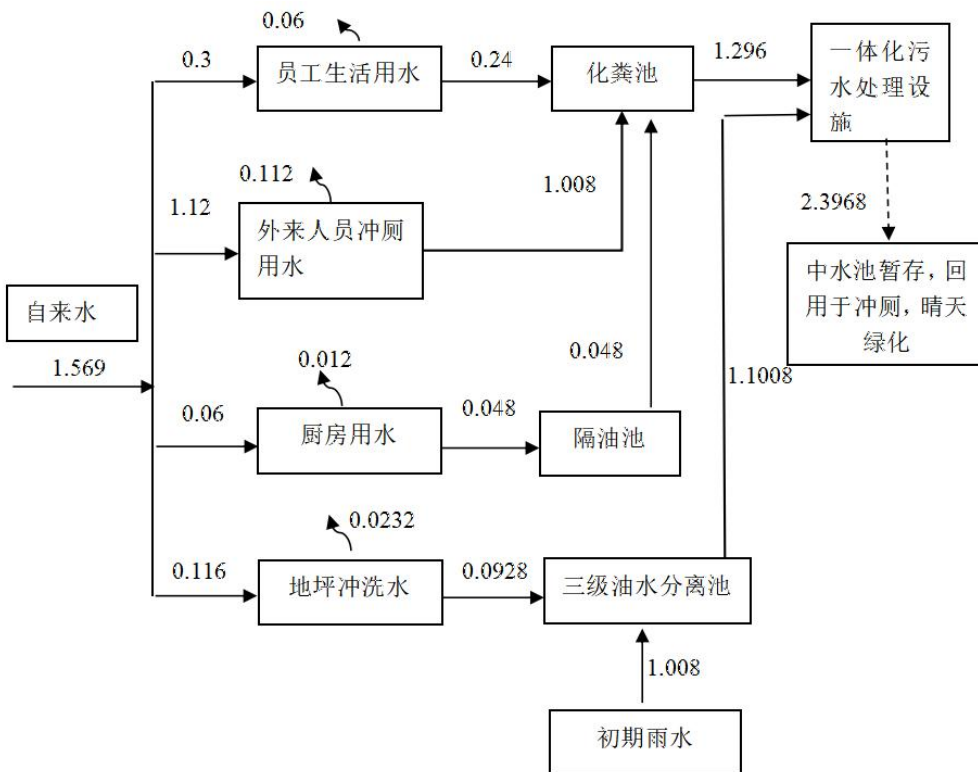 0.06
0.3
员工生活用水
0.24
化粪池
1.296
一体化污
水处理设
施
0.112
1.12
外来人员冲厕
用水
1.008
2.3968
中水池暂存，回
用于冲厕，晴天
绿化
自来水
1.569
0.012
0.06
厨房用水
0.048
隔油池
0.048
1.1008
0.0232
0.116
地坪冲洗水
0.0928
三级油水分离池
1.008
初期雨水